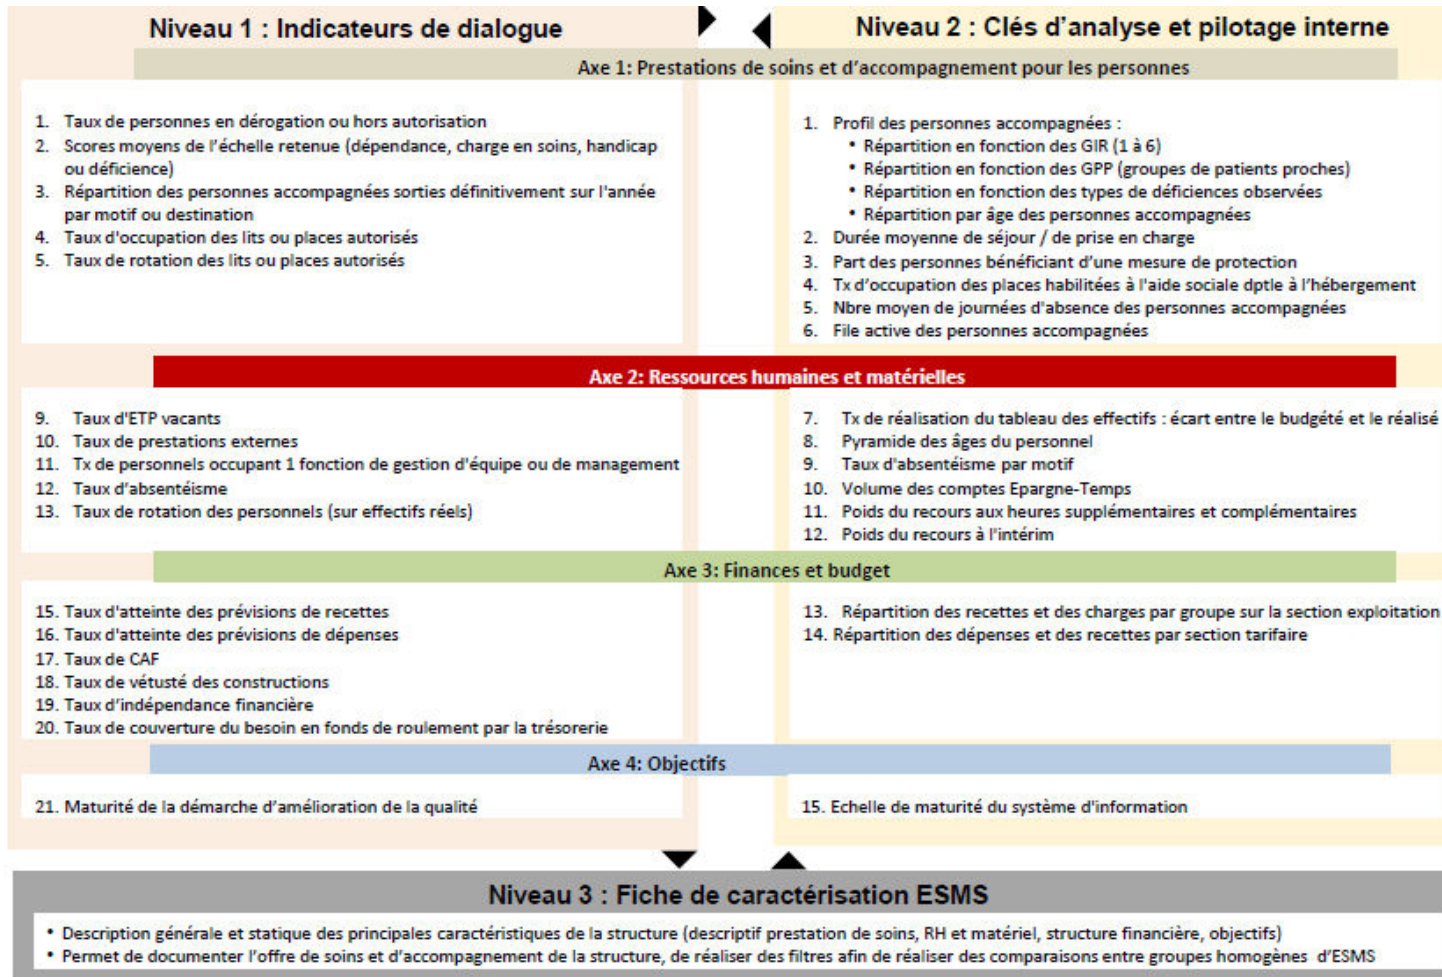 Niveau 1 : Indicateurs de dialogue
Niveau 2 : Clés d'analyse et pilotage interne
Axe 1: Prestations de soins et d'accompagnement pour les personnes
1. Taux de personnes en dérogation ou hors autorisation
2. Scores moyens de l'échelle retenue (dépendance, charge en soins, handicap
ou déficience)
3. Répartition des personnes accompagnées sorties définitivement sur l'année
par motif ou destination
4. Taux d'occupation des lits ou places autorisés
5. Taux de rotation des lits ou places autorisés
1. Profil des personnes accompagnées :
• Répartition en fonction des GIR (1 à 6)
• Répartition en fonction des GPP (groupes de patients proches)
• Répartition en fonction des types de déficiences observées
• Répartition par âge des personnes accompagnées
2. Durée moyenne de séjour / de prise en charge
3. Part des personnes bénéficiant d'une mesure de protection
4. Tx d'occupation des places habilitées à l'aide sociale dptle à l'hébergement
5. Nbre moyen de journées d'absence des personnes accompagnées
6. File active des personnes accompagnées
Axe 2: Ressources humaines et matérielles
9. Taux d'ETP vacants
10. Taux de prestations externes
11. Tx de personnels occupant 1 fonction de gestion d'équipe ou de management
12. Taux d'absentéisme
13. Taux de rotation des personnels (sur effectifs réels)
7. Tx de réalisation du tableau des effectifs : écart entre le budgété et le réalisé
8. Pyramide des âges du personnel
9. Taux d'absentéisme par motif
10. Volume des comptes Epargne-Temps
11. Poids du recours aux heures supplémentaires et complémentaires
12. Poids du recours à l'intérim
Axe 3: Finances et budget
15. Taux d'atteinte des prévisions de recettes
16. Taux d'atteinte des prévisions de dépenses
17. Taux de CAF
18. Taux de vétusté des constructions
19. Taux d'indépendance financière
20. Taux de couverture du besoin en fonds de roulement par la trésorerie
13. Répartition des recettes et des charges par groupe sur la section exploitation
14. Répartition des dépenses et des recettes par section tarifaire
Axe 4: Objectifs
21. Maturité de la démarche d'amélioration de la qualité
15. Echelle de maturité du système d'information
Niveau 3 : Fiche de caractérisation ESMS
• Description générale et statique des principales caractéristiques de la structure (descriptif prestation de soins, RH et matériel, structure financière, objectifs)
• Permet de documenter l'offre de soins et d'accompagnement de la structure, de réaliser des filtres afin de réaliser des comparaisons entre groupes homogènes d'ESMS